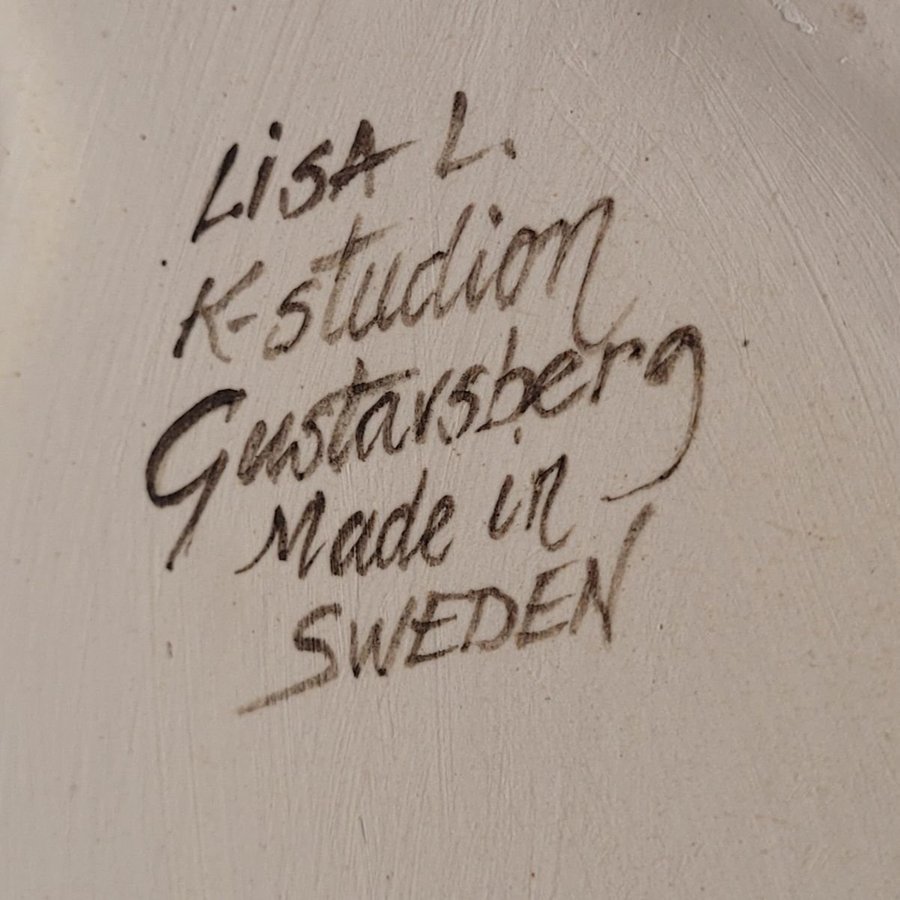 LiSA L.
K-studion
Gustavsberg
Made in
SWEDEN